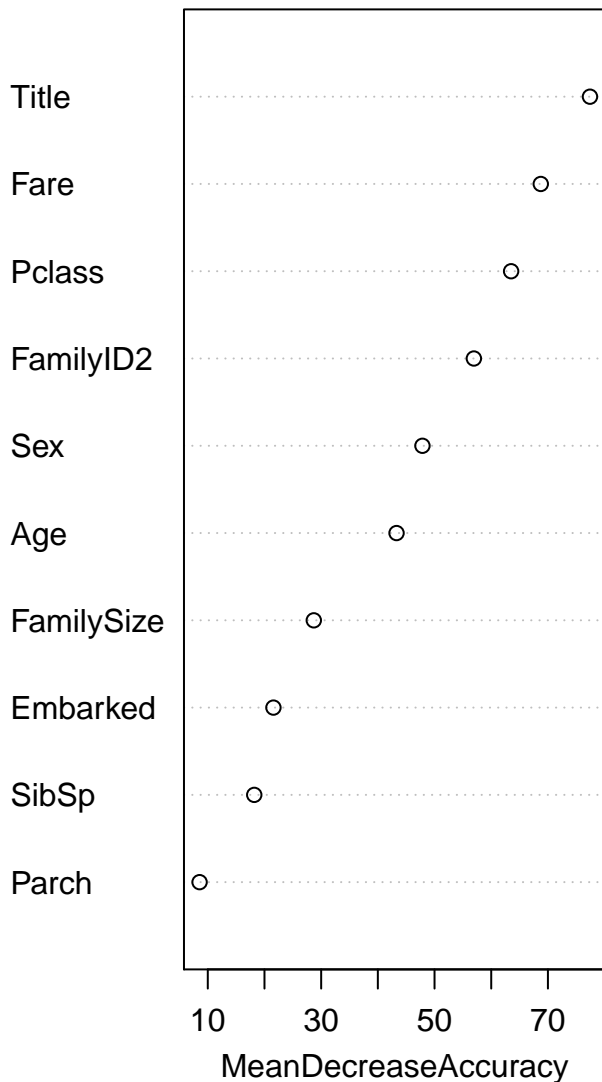 Title
Fare
Pclass
FamilyID2
Sex
Age
FamilySize
Embarked
SibSp
Parch
10 30 50 70
MeanDecreaseAccuracy